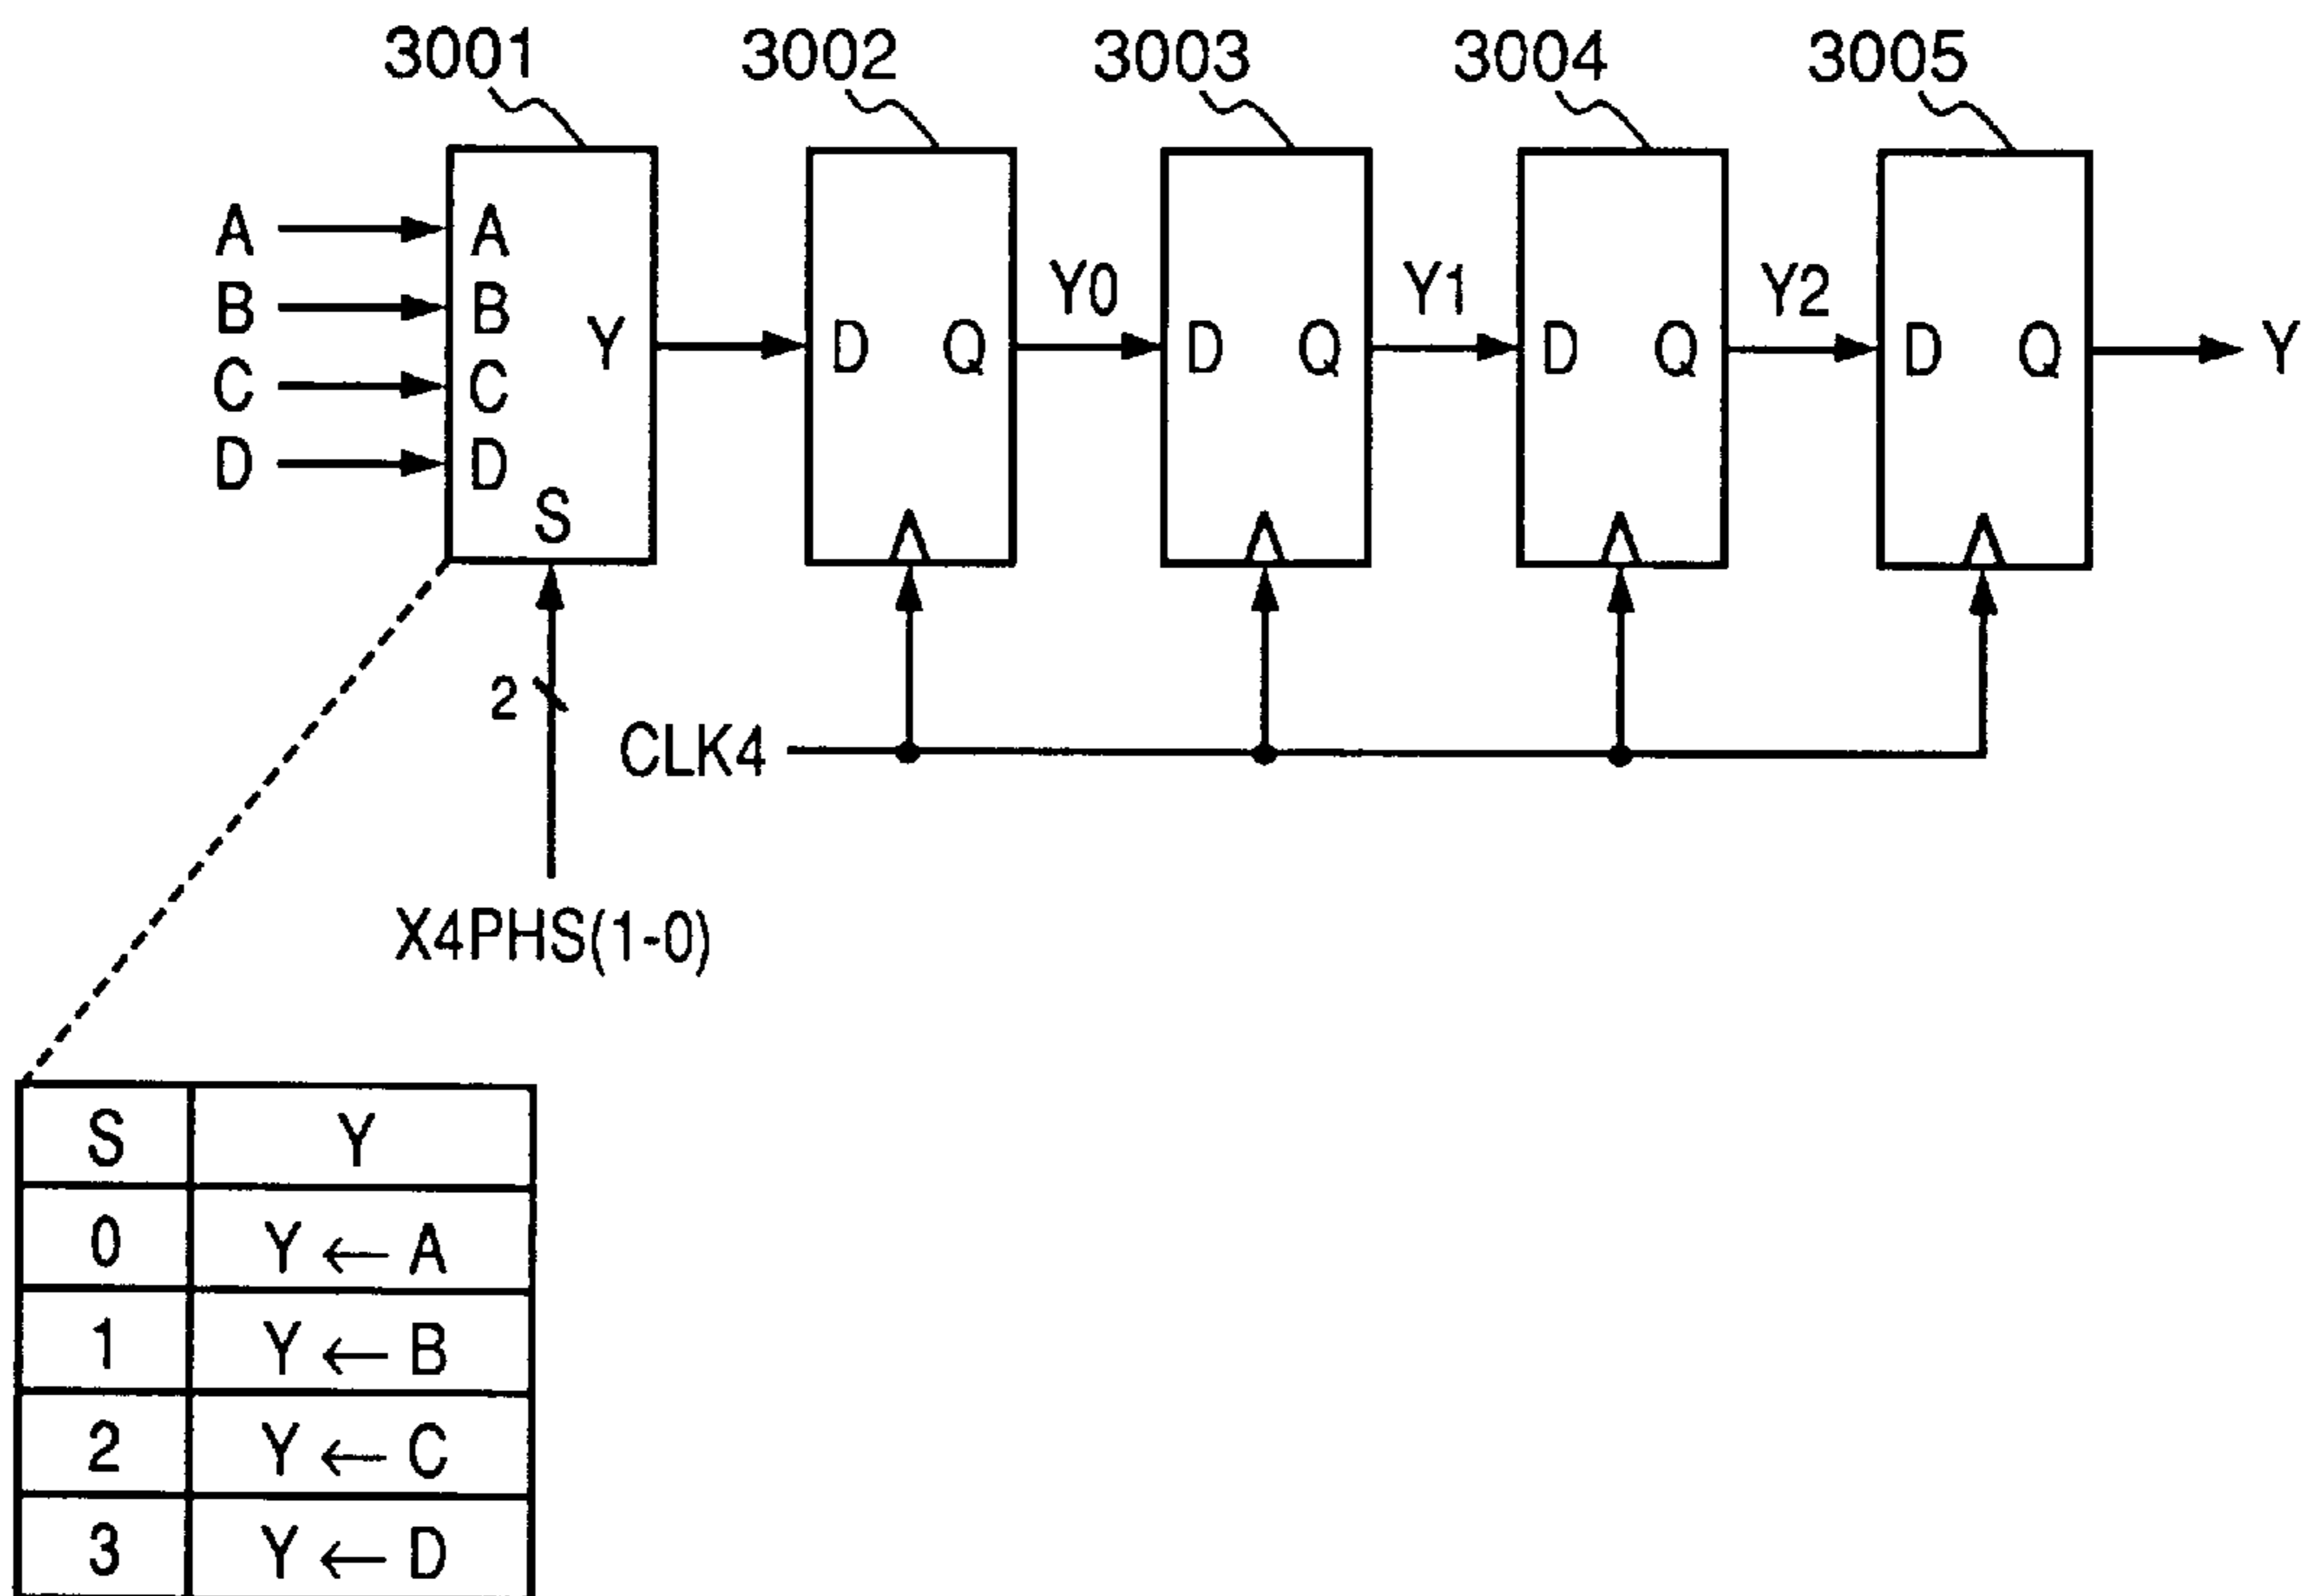 3001 3002 3003 3004 3005
A A
B B
Y D Q Y0 D Q Y1 D Q Y2 D Q Y
C C
D D
S
2
CLK4
X4PHS(1-0)
S Y
0 Y ← A
1 Y ← B
2 Y ← C
3 Y ← D